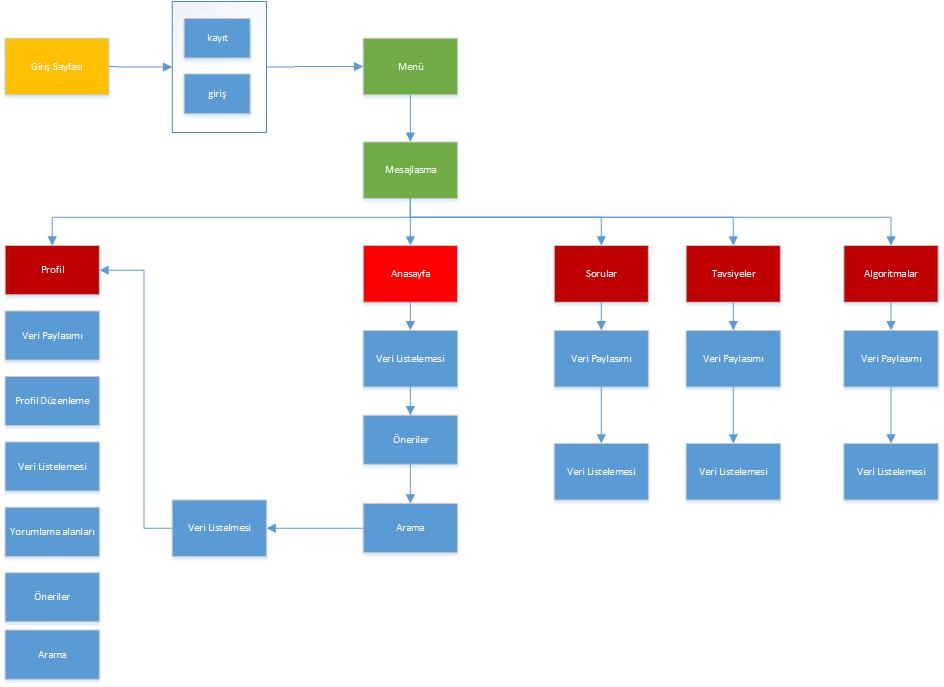 Giriş Sayfası
kayıt
giriş
Menü
Mesajlasma
Profil
Anasayfa
Sorular
Tavsiyeler
Algoritmalar
Veri Paylasımı
Veri Listelemesi
Veri Paylasımı
Veri Paylasımı
Veri Paylasımı
Profil Düzenleme
Öneriler
Veri Listelemesi
Veri Listelemesi
Veri Listelemesi
Veri Listelemesi
Yorumlama alanları
Veri Listelmesi
Arama
Öneriler
Arama